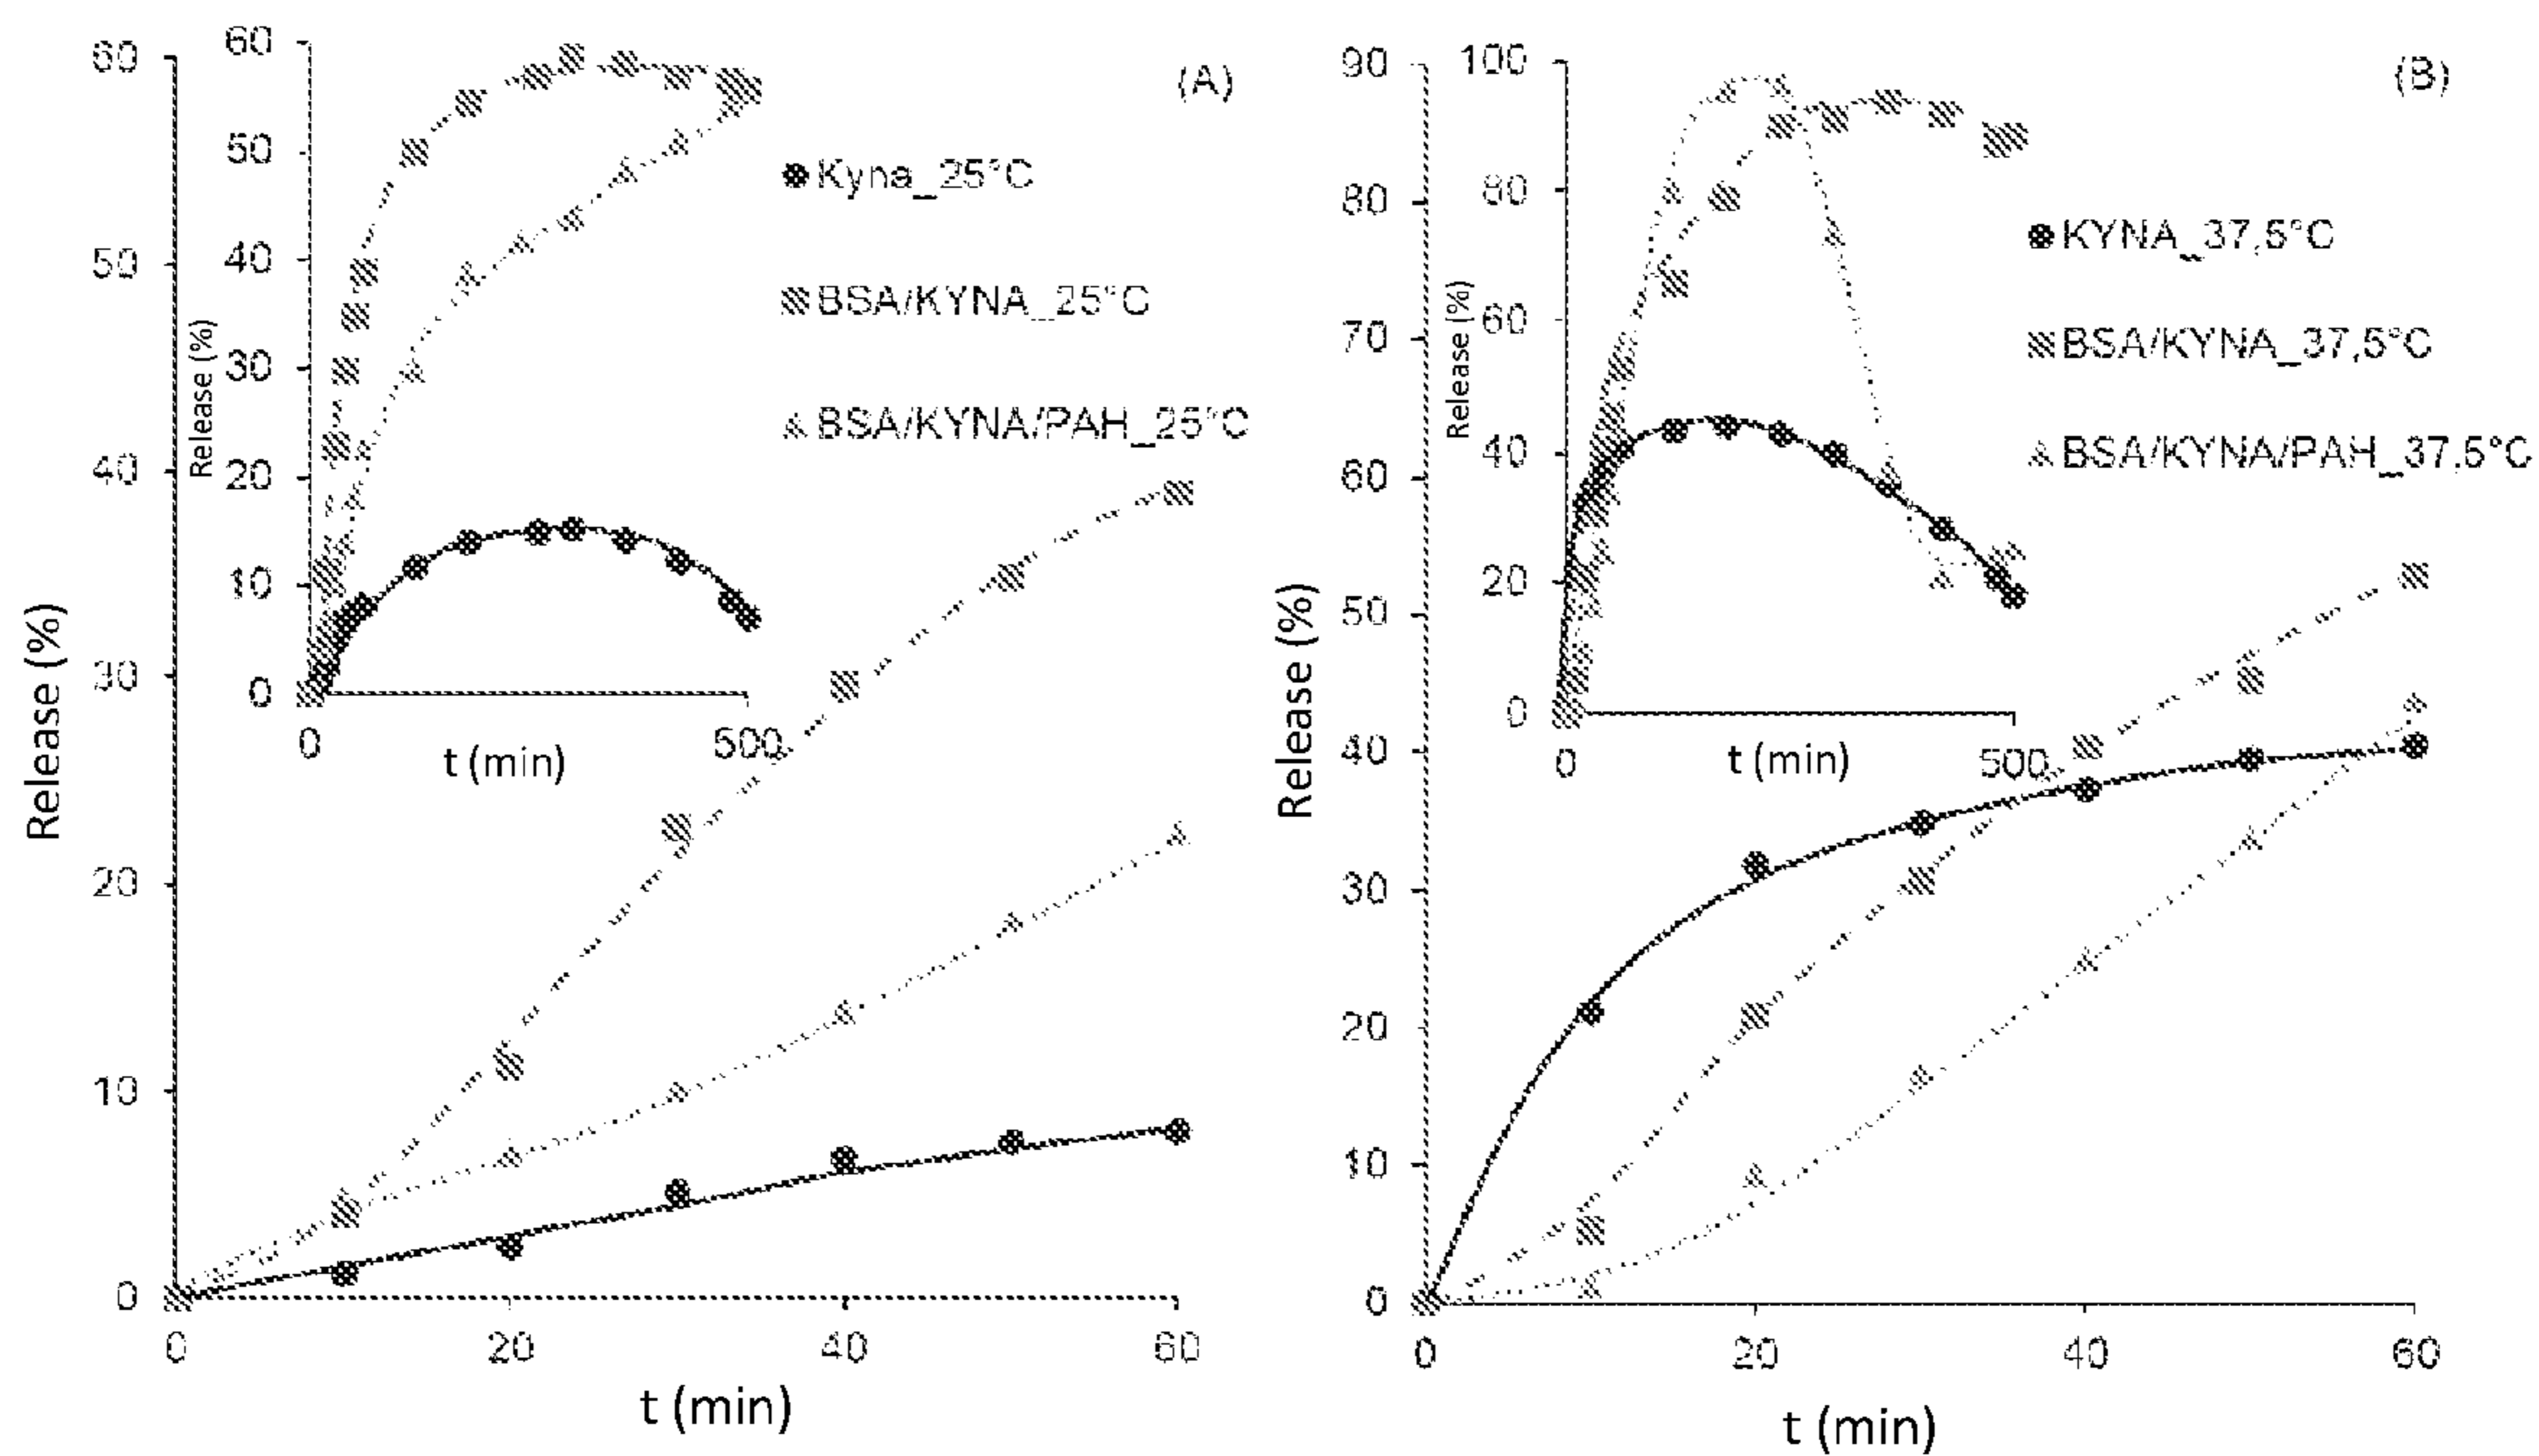 (A)
60
50
40
30
20
10
0
Release (%)
0
20
40
60
t (min)
60
50
40
30
20
10
0
Release (%)
0
500
t (min)
Kyna_25°C
BSA/KYNA_25°C
BSA/KYNA/PAH_25°C
(B)
90
80
70
60
50
40
30
20
10
0
Release (%)
0
20
40
60
t (min)
100
80
60
40
20
0
Release (%)
0
500
t (min)
KYNA_37,5°C
BSA/KYNA_37,5°C
BSA/KYNA/PAH_37,5°C